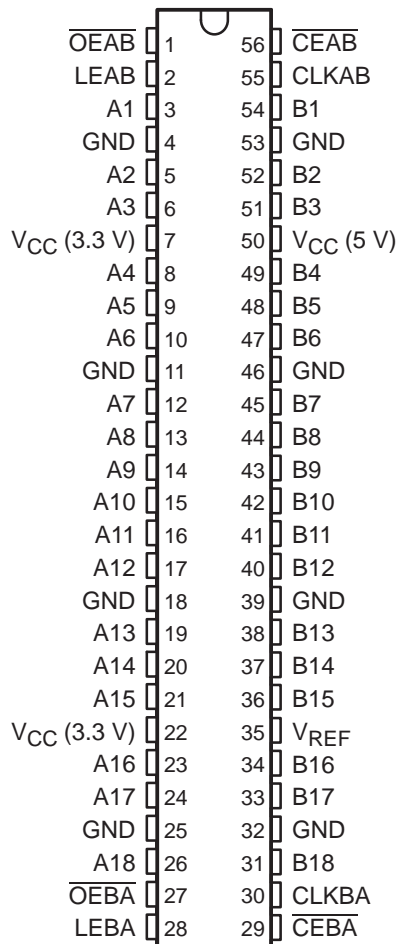 O̅E̅A̅B̅ 1 56 C̅E̅A̅B̅
LEAB 2 55 CLKAB
A1 3 54 B1
GND 4 53 GND
A2 5 52 B2
A3 6 51 B3
VCC (3.3 V) 7 50 VCC (5 V)
A4 8 49 B4
A5 9 48 B5
A6 10 47 B6
GND 11 46 GND
A7 12 45 B7
A8 13 44 B8
A9 14 43 B9
A10 15 42 B10
A11 16 41 B11
A12 17 40 B12
GND 18 39 GND
A13 19 38 B13
A14 20 37 B14
A15 21 36 B15
VCC (3.3 V) 22 35 VREF
A16 23 34 B16
A17 24 33 B17
GND 25 32 GND
A18 26 31 B18
O̅E̅B̅A̅ 27 30 CLKBA
LEBA 28 29 C̅E̅B̅A̅